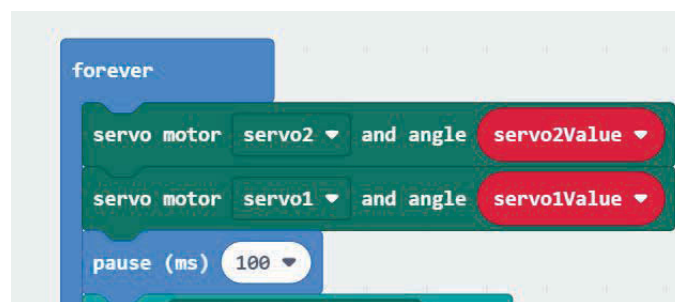 forever
servo motor servo2 and angle servo2Value
servo motor servo1 and angle servo1Value
pause (ms) 100